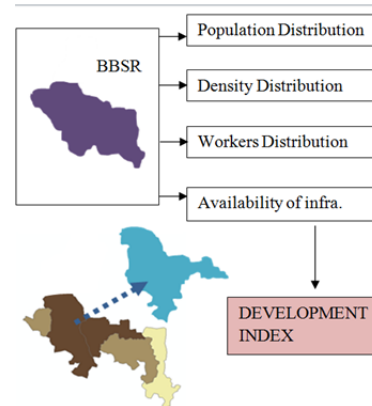 Population Distribution
BBSR
Density Distribution
Workers Distribution
Availability of infra.
DEVELOPMENT
INDEX